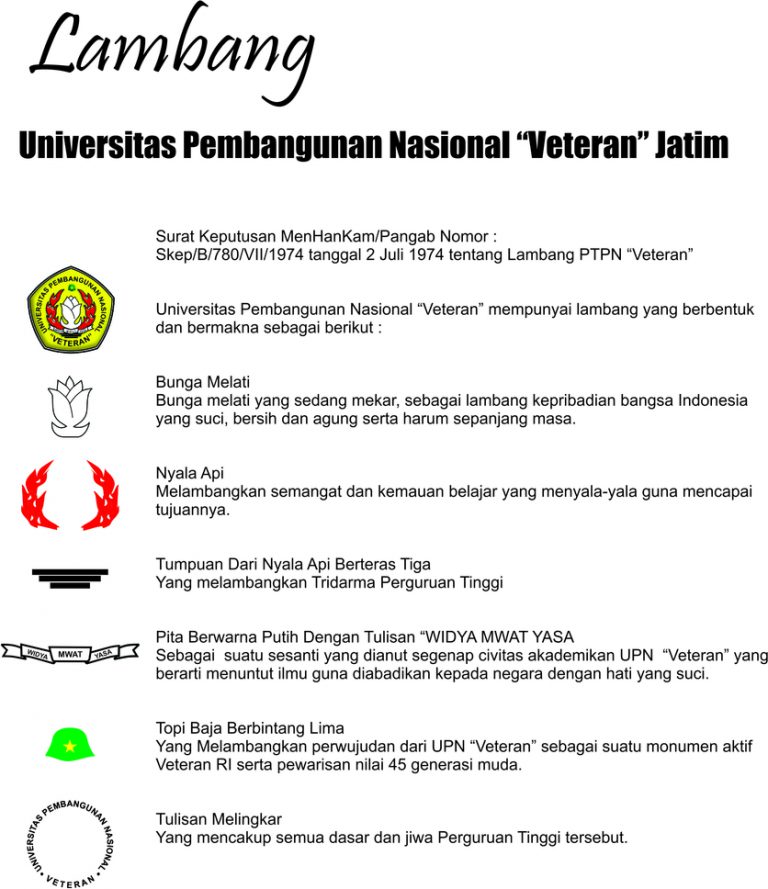 Lambang
Universitas Pembangunan Nasional “Veteran” Jatim
Surat Keputusan MenHanKam/Pangab Nomor :
Skep/B/780/VII/1974 tanggal 2 Juli 1974 tentang Lambang PTPN “Veteran”
UNIVERSITAS PEMBANGUNAN NASIONAL
“VETERAN”
Universitas Pembangunan Nasional “Veteran” mempunyai lambang yang berbentuk
dan bermakna sebagai berikut :
Bunga Melati
Bunga melati yang sedang mekar, sebagai lambang kepribadian bangsa Indonesia
yang suci, bersih dan agung serta harum sepanjang masa.
Nyala Api
Melambangkan semangat dan kemauan belajar yang menyala-yala guna mencapai
tujuannya.
Tumpuan Dari Nyala Api Berteras Tiga
Yang melambangkan Tridarma Perguruan Tinggi
WIDYA MWAT YASA
Pita Berwarna Putih Dengan Tulisan “WIDYA MWAT YASA
Sebagai  suatu sesanti yang dianut segenap civitas akademikan UPN  “Veteran” yang
berarti menuntut ilmu guna diabadikan kepada negara dengan hati yang suci.
Topi Baja Berbintang Lima
Yang Melambangkan perwujudan dari UPN “Veteran” sebagai suatu monumen aktif
Veteran RI serta pewarisan nilai 45 generasi muda.
UNIVERSITAS PEMBANGUNAN NASIONAL
• VETERAN •
Tulisan Melingkar
Yang mencakup semua dasar dan jiwa Perguruan Tinggi tersebut.